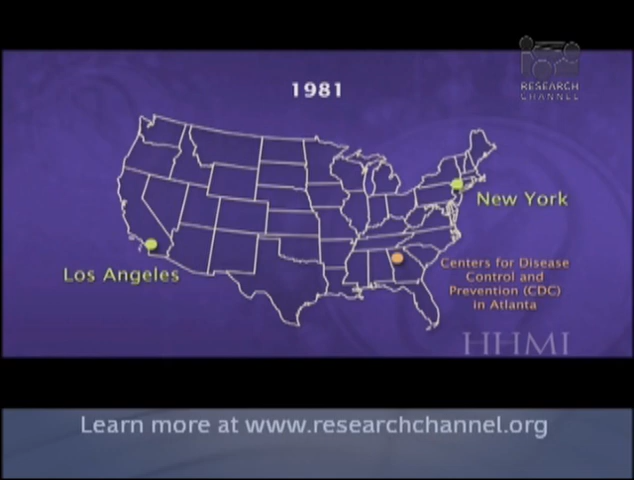 RESEARCH
CHANNEL
1981
New York
Los Angeles
Centers for Disease
Control and
Prevention (CDC)
in Atlanta
HHMI
Learn more at www.researchchannel.org